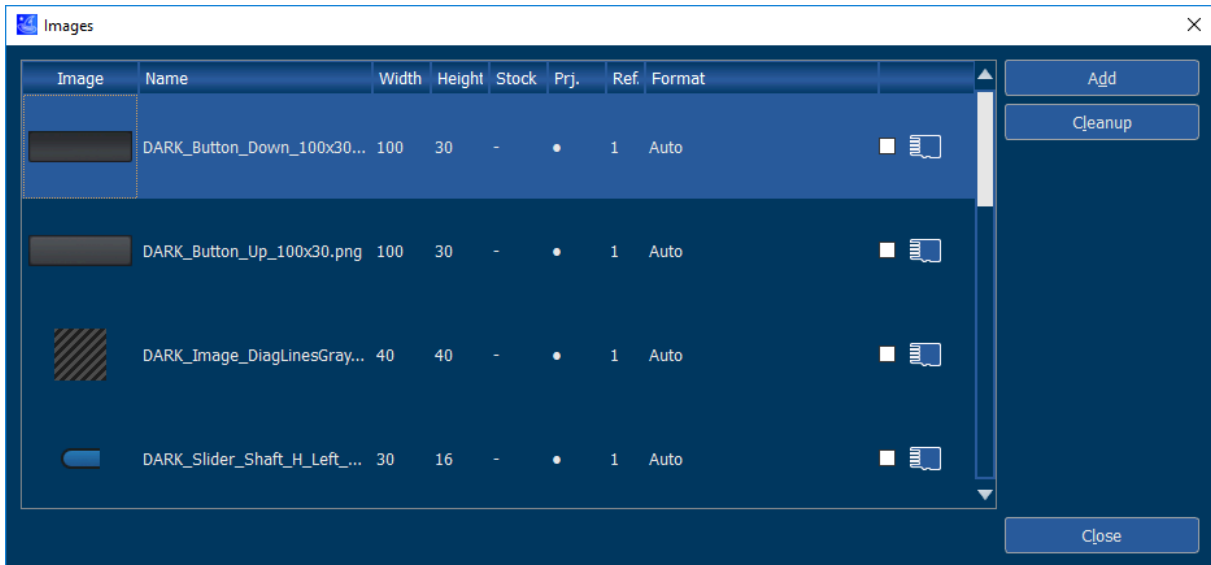 Images
Image Name Width Height Stock Prj. Ref. Format
Add
Cleanup
DARK_Button_Down_100x30... 100 30 - • 1 Auto
DARK_Button_Up_100x30.png 100 30 - • 1 Auto
DARK_Image_DiagLinesGray... 40 40 - • 1 Auto
DARK_Slider_Shaft_H_Left_... 30 16 - • 1 Auto
Close